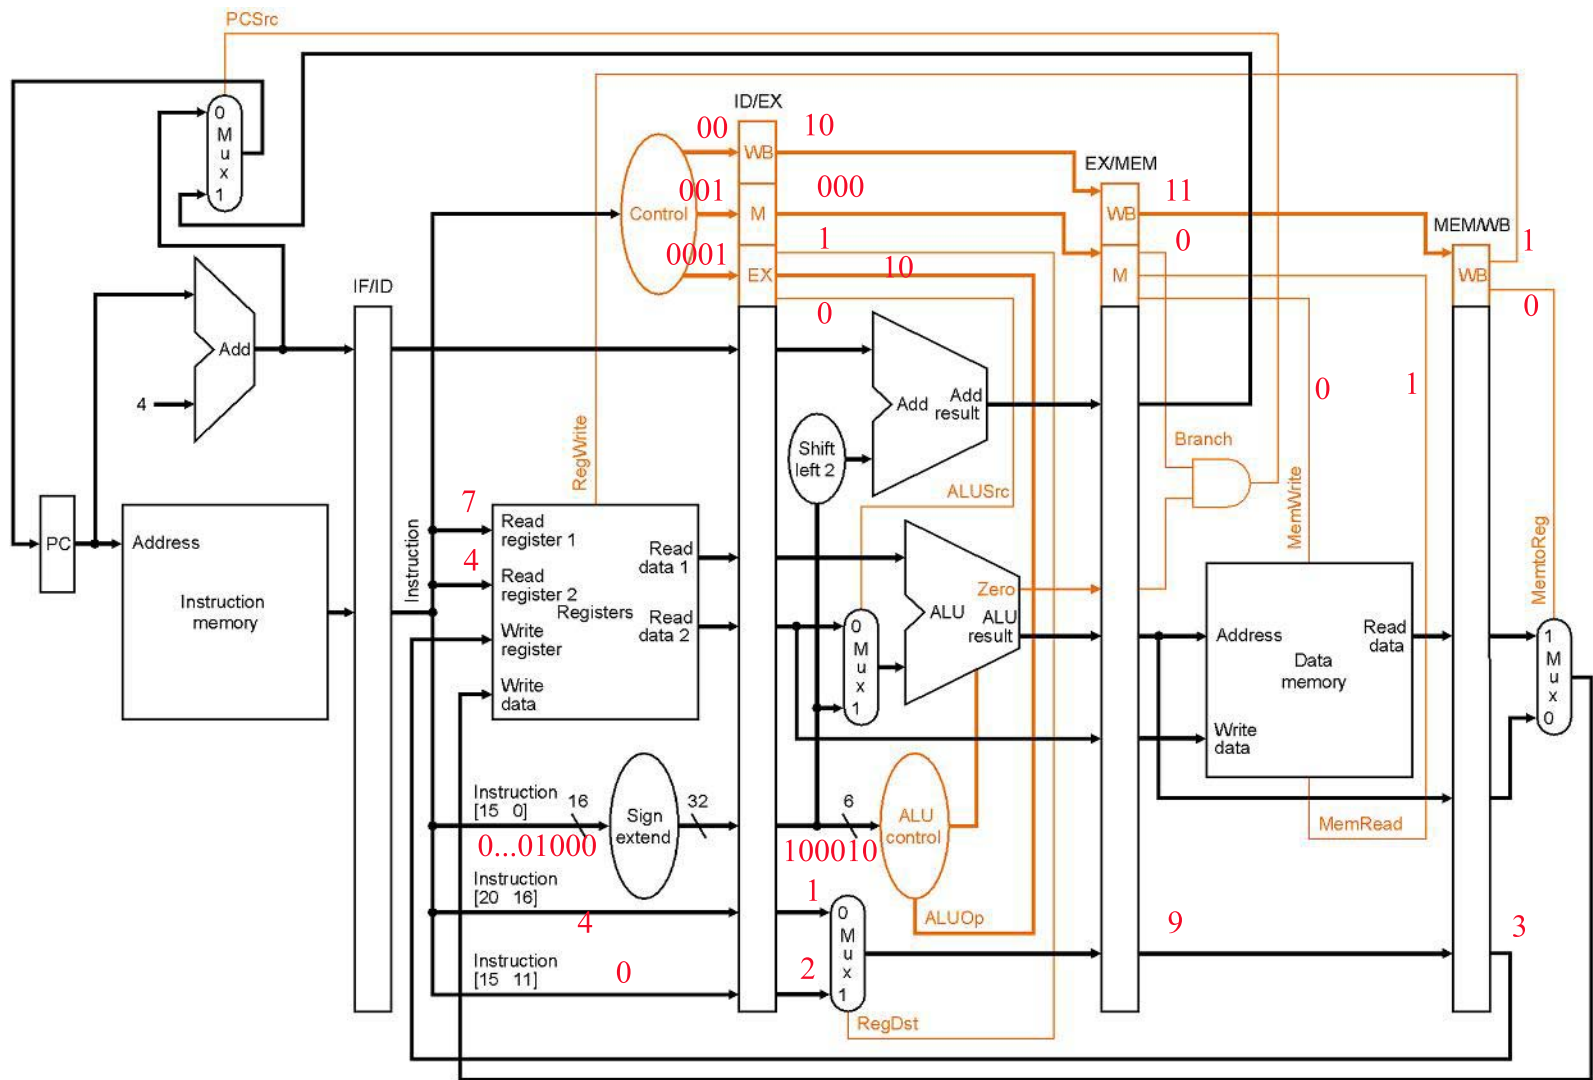 PCSrc
0
M
u
x
1
ID/EX
00
10
WB
EX/MEM
001
000
11
Control
M
WB
MEM/WB
0001
1
0
1
EX
10
M
WB
IF/ID
0
0
Add
4
Add
Add
result
0
1
RegWrite
Shift
left 2
Branch
ALUSrc
MemWrite
7
PC
Address
Instruction
memory
Instruction
Read
register 1
4
Read
register 2
Registers
Write
register
Write
data
Read
data 1
Read
data 2
0
M
u
x
1
Zero
ALU
ALU
result
Address
Read
data
Data
memory
Write
data
MemtoReg
1
M
u
x
0
Instruction
[15 0]
16
0...01000
Sign
extend
32
6
100010
ALU
control
MemRead
Instruction
[20 16]
4
1
0
M
u
x
1
ALUOp
9
3
Instruction
[15 11]
0
2
RegDst